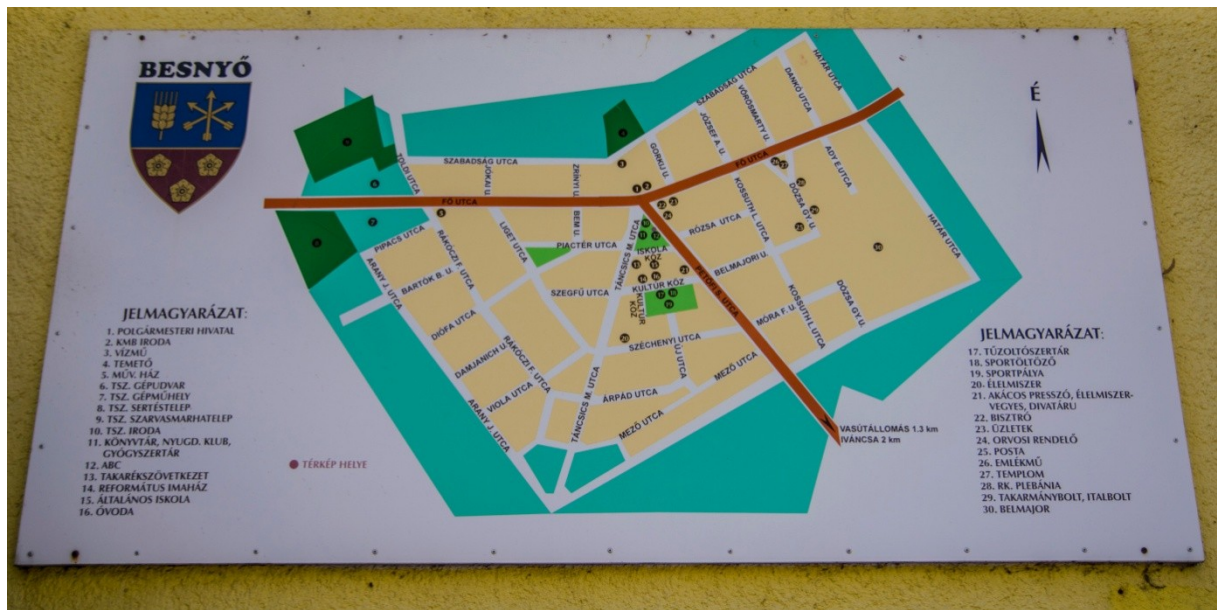 BESNYŐ
É
HATÁR UTCA
DANKÓ UTCA
SZABADSÁG UTCA
VÖRÖSMARTY U.
JÓZSEF A. U.
GORKIJ U.
FŐ UTCA
ADY E. UTCA
TOLDI UTCA
SZABADSÁG UTCA
JÓKAI U.
ZRÍNYI U.
KOSSUTH L. UTCA
DÓZSA GY. U.
FŐ UTCA
HATÁR UTCA
BEM U.
LIGET UTCA
RÓZSA UTCA
PIPACS UTCA
RÁKÓCZI F. UTCA
PIACTÉR UTCA
TÁNCSICS M. UTCA
ISKOLA
KÖZ
ARANY J. UTCA
BARTÓK B. U.
BÉLMAJORI U.
PETŐFI S. UTCA
SZEGFŰ UTCA
KULTÚR KÖZ
KULTÚR
KÖZ
KOSSUTH L. UTCA
DÓZSA GY. U.
MÓRA F. U.
DIÓFA UTCA
SZÉCHENYI UTCA
ÚJ UTCA
DAMJANICH U.
RÁKÓCZI F. UTCA
MEZŐ UTCA
VIOLA UTCA
ÁRPÁD UTCA
TÁNCSICS M. UTCA
ARANY J. UTCA
MEZŐ UTCA
VASÚTÁLLOMÁS 1.3 km
IVÁNCSA 2 km
JELMAGYARÁZAT:
1. POLGÁRMESTERI HIVATAL
2. KMB IRODA
3. VÍZMŰ
4. TEMETŐ
5. MŰV. HÁZ
6. TSZ. GÉPUDVAR
7. TSZ. GÉPMŰHELY
8. TSZ. SERTÉSTELEP
9. TSZ. SZARVASMARHATELEP
10. TSZ. IRODA
11. KÖNYVTÁR, NYUGD. KLUB,
GYÓGYSZERTÁR
12. ABC
13. TAKARÉKSZÖVETKEZET
14. REFORMÁTUS IMAHÁZ
15. ÁLTALÁNOS ISKOLA
16. ÓVODA
TÉRKÉP HELYE
JELMAGYARÁZAT:
17. TŰZOLTÓSZERTÁR
18. SPORTÖLTÖZŐ
19. SPORTPÁLYA
20. ÉLELMISZER
21. AKÁCOS PRESSZÓ, ÉLELMISZER-
VEGYES, DIVATÁRU
22. BISZTRÓ
23. ÜZLETEK
24. ORVOSI RENDELŐ
25. POSTA
26. EMLÉKMŰ
27. TEMPLOM
28. RK. PLEBÁNIA
29. TAKARMÁNYBOLT, ITALBOLT
30. BELMAJOR